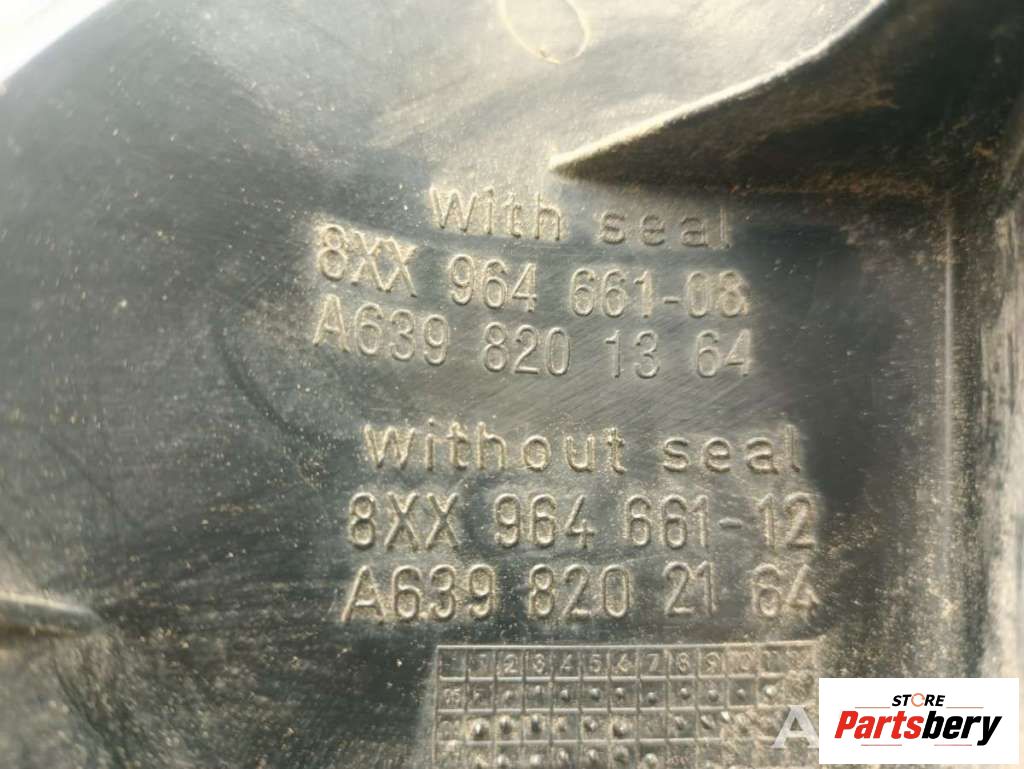 With seal
8XX 964 661-08
A639 820 13 64
Without seal
8XX 964 661-12
A639 820 21 64
1 2 3 4 5 6 7 8 9 10 11
05
A
STORE
Partsbery